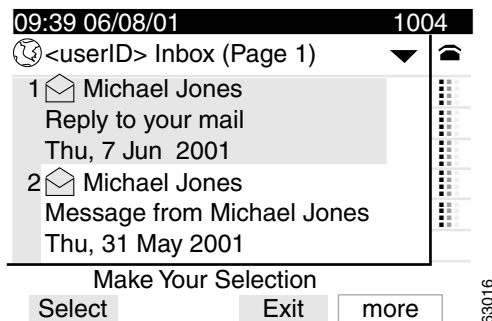 09:39 06/08/01 1004
<userID> Inbox (Page 1)
1 Michael Jones
Reply to your mail
Thu, 7 Jun 2001
2 Michael Jones
Message from Michael Jones
Thu, 31 May 2001
Make Your Selection
Select Exit more
63016